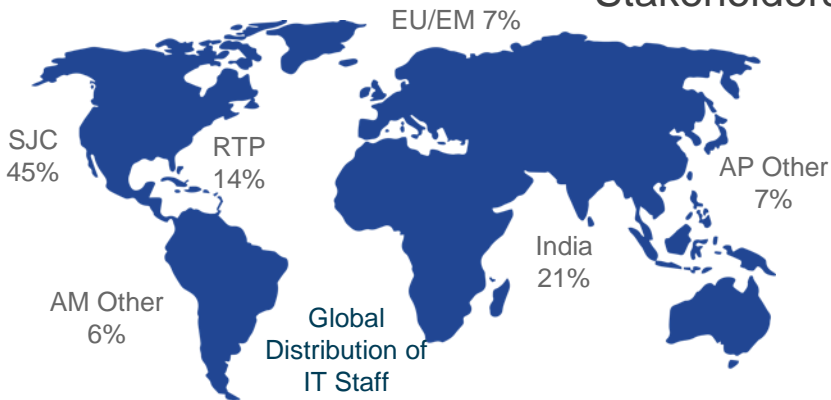 Stakeholders
EU/EM 7%
SJC
45%
RTP
14%
AP Other
7%
India
21%
AM Other
6%
Global
Distribution of
IT Staff